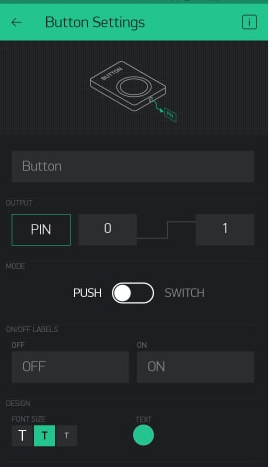 ← Button Settings i
BUTTON
PIN
Button
OUTPUT
PIN 0 1
MODE
PUSH SWITCH
ON/OFF LABELS
OFF ON
OFF ON
DESIGN
FONT SIZE TEXT
T T T